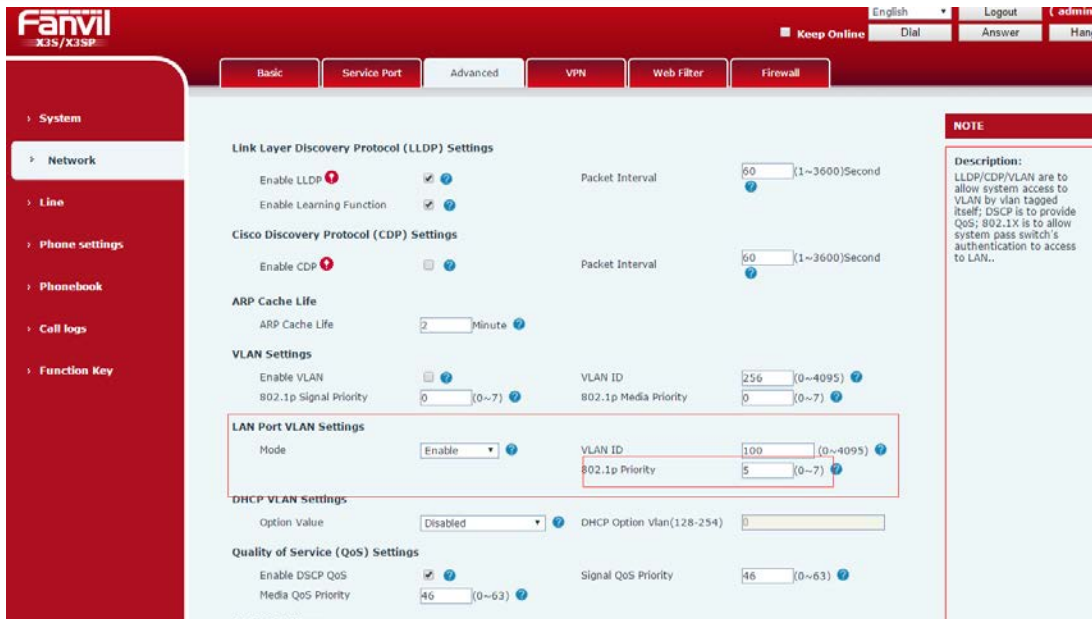 Fanvil
X3S/X3SP
English
Logout
( admin
Keep Online
Dial
Answer
Hang
Basic
Service Port
Advanced
VPN
Web Filter
Firewall
› System
› Network
› Line
› Phone settings
› Phonebook
› Call logs
› Function Key
Link Layer Discovery Protocol (LLDP) Settings
Enable LLDP
Packet Interval 60 (1~3600)Second
Enable Learning Function
Cisco Discovery Protocol (CDP) Settings
Enable CDP
Packet Interval 60 (1~3600)Second
ARP Cache Life
ARP Cache Life 2 Minute
VLAN Settings
Enable VLAN
VLAN ID 256 (0~4095)
802.1p Signal Priority 0 (0~7)
802.1p Media Priority 0 (0~7)
LAN Port VLAN Settings
Mode Enable
VLAN ID 100 (0~4095)
802.1p Priority 5 (0~7)
DHCP VLAN Settings
Option Value Disabled
DHCP Option Vlan(128-254) 0
Quality of Service (QoS) Settings
Enable DSCP QoS
Signal QoS Priority 46 (0~63)
Media QoS Priority 46 (0~63)
NOTE
Description:
LLDP/CDP/VLAN are to
allow system access to
VLAN by vlan tagged
itself; DSCP is to provide
QoS; 802.1X is to allow
system pass switch's
authentication to access
to LAN..